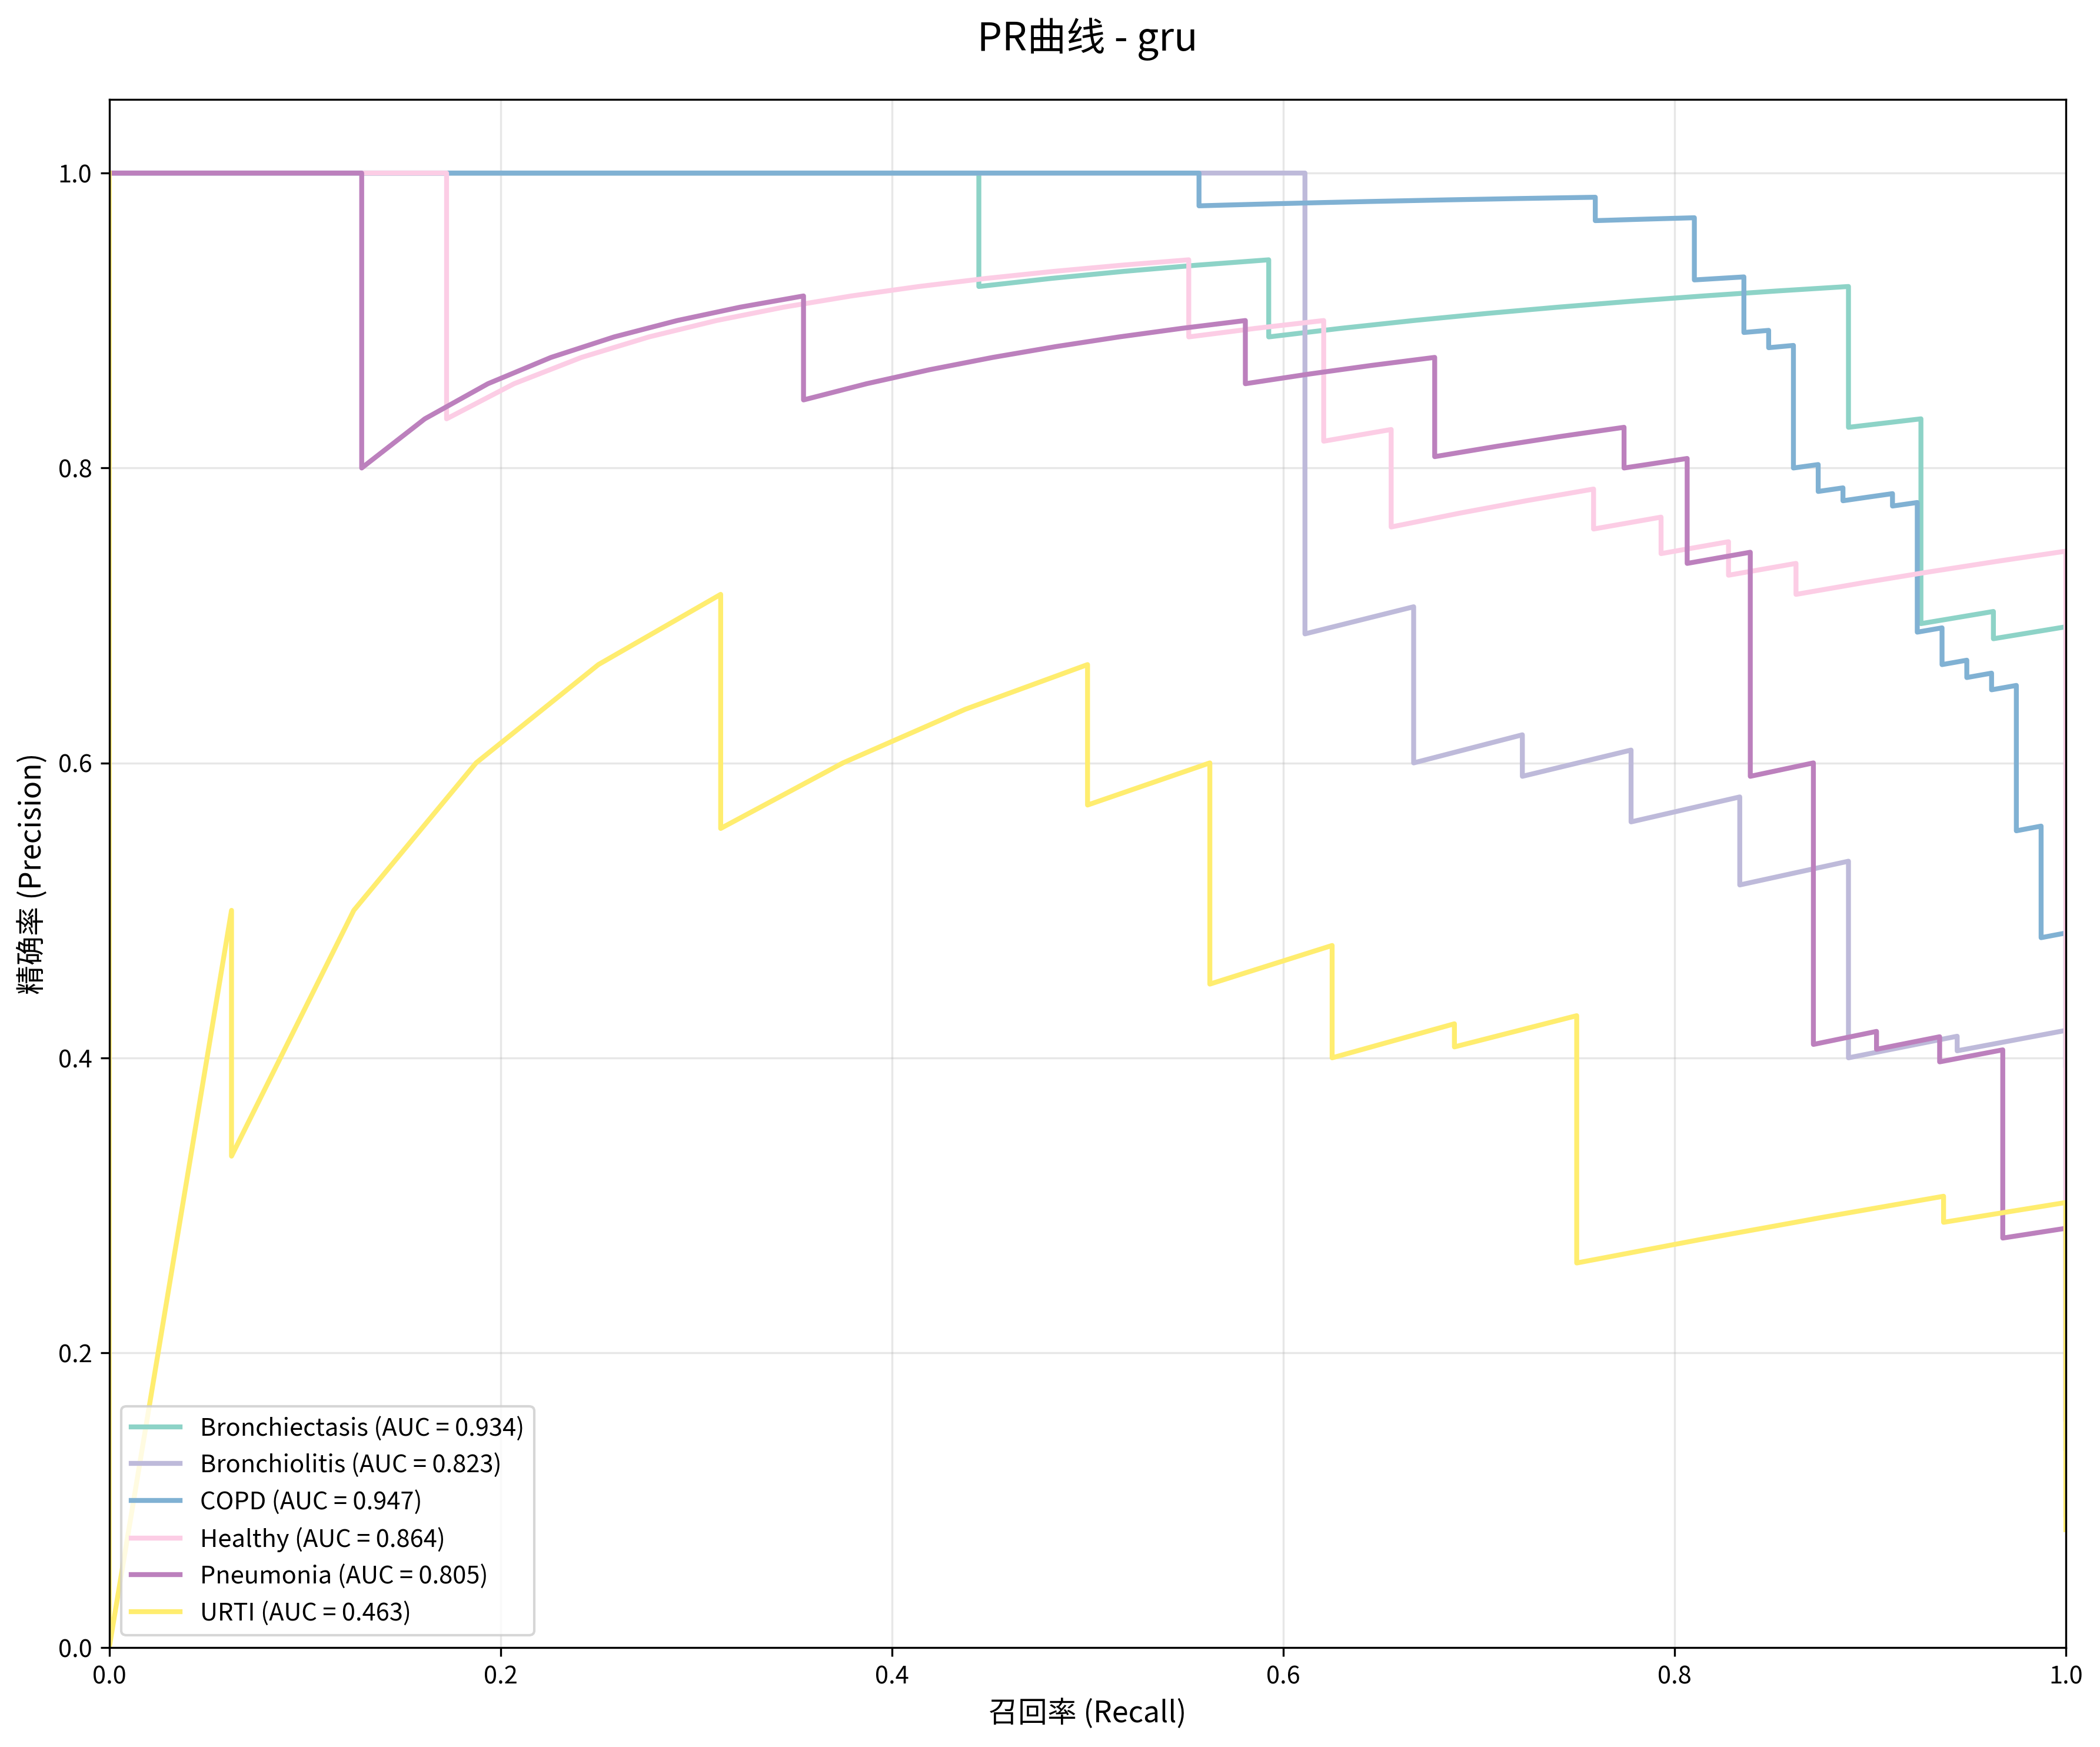 PR曲线 - gru
精确率 (Precision)
1.0
0.8
0.6
0.4
0.2
0.0
Bronchiectasis (AUC = 0.934)
Bronchiolitis (AUC = 0.823)
COPD (AUC = 0.947)
Healthy (AUC = 0.864)
Pneumonia (AUC = 0.805)
URTI (AUC = 0.463)
0.0 0.2 0.4 0.6 0.8 1.0
召回率 (Recall)